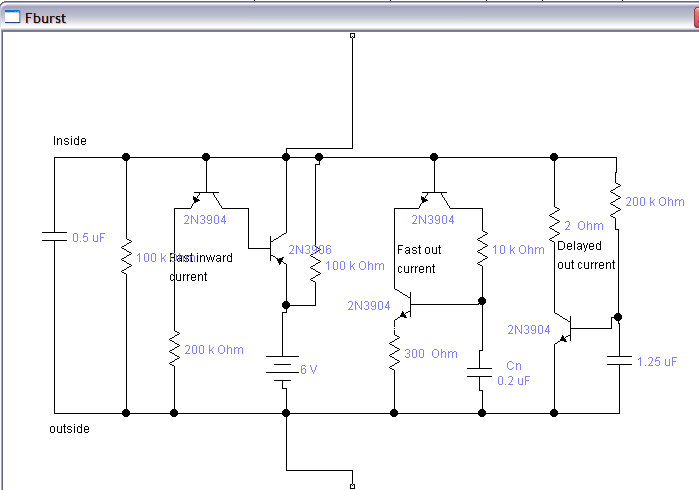 Fburst
Inside
2N3904
2N3904
200 k Ohm
0.5 uF
2 Ohm
100 k Ohm
Fast inward
current
2N3906
100 k Ohm
Fast out
current
10 k Ohm
Delayed
out current
2N3904
2N3904
200 k Ohm
300 Ohm
6 V
Cn
0.2 uF
1.25 uF
outside